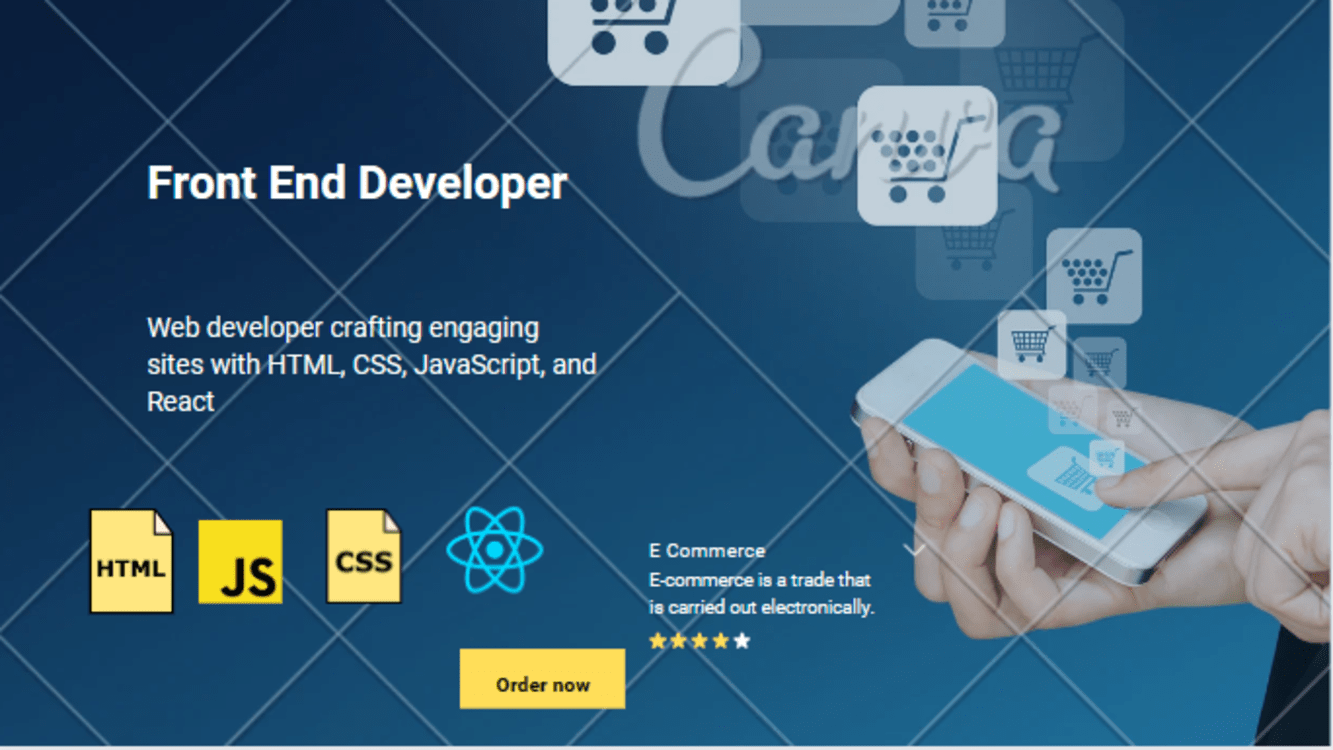 Canva
Front End Developer
Web developer crafting engaging
sites with HTML, CSS, JavaScript, and
React
HTML
JS
CSS
E Commerce
E-commerce is a trade that
is carried out electronically.
Order now